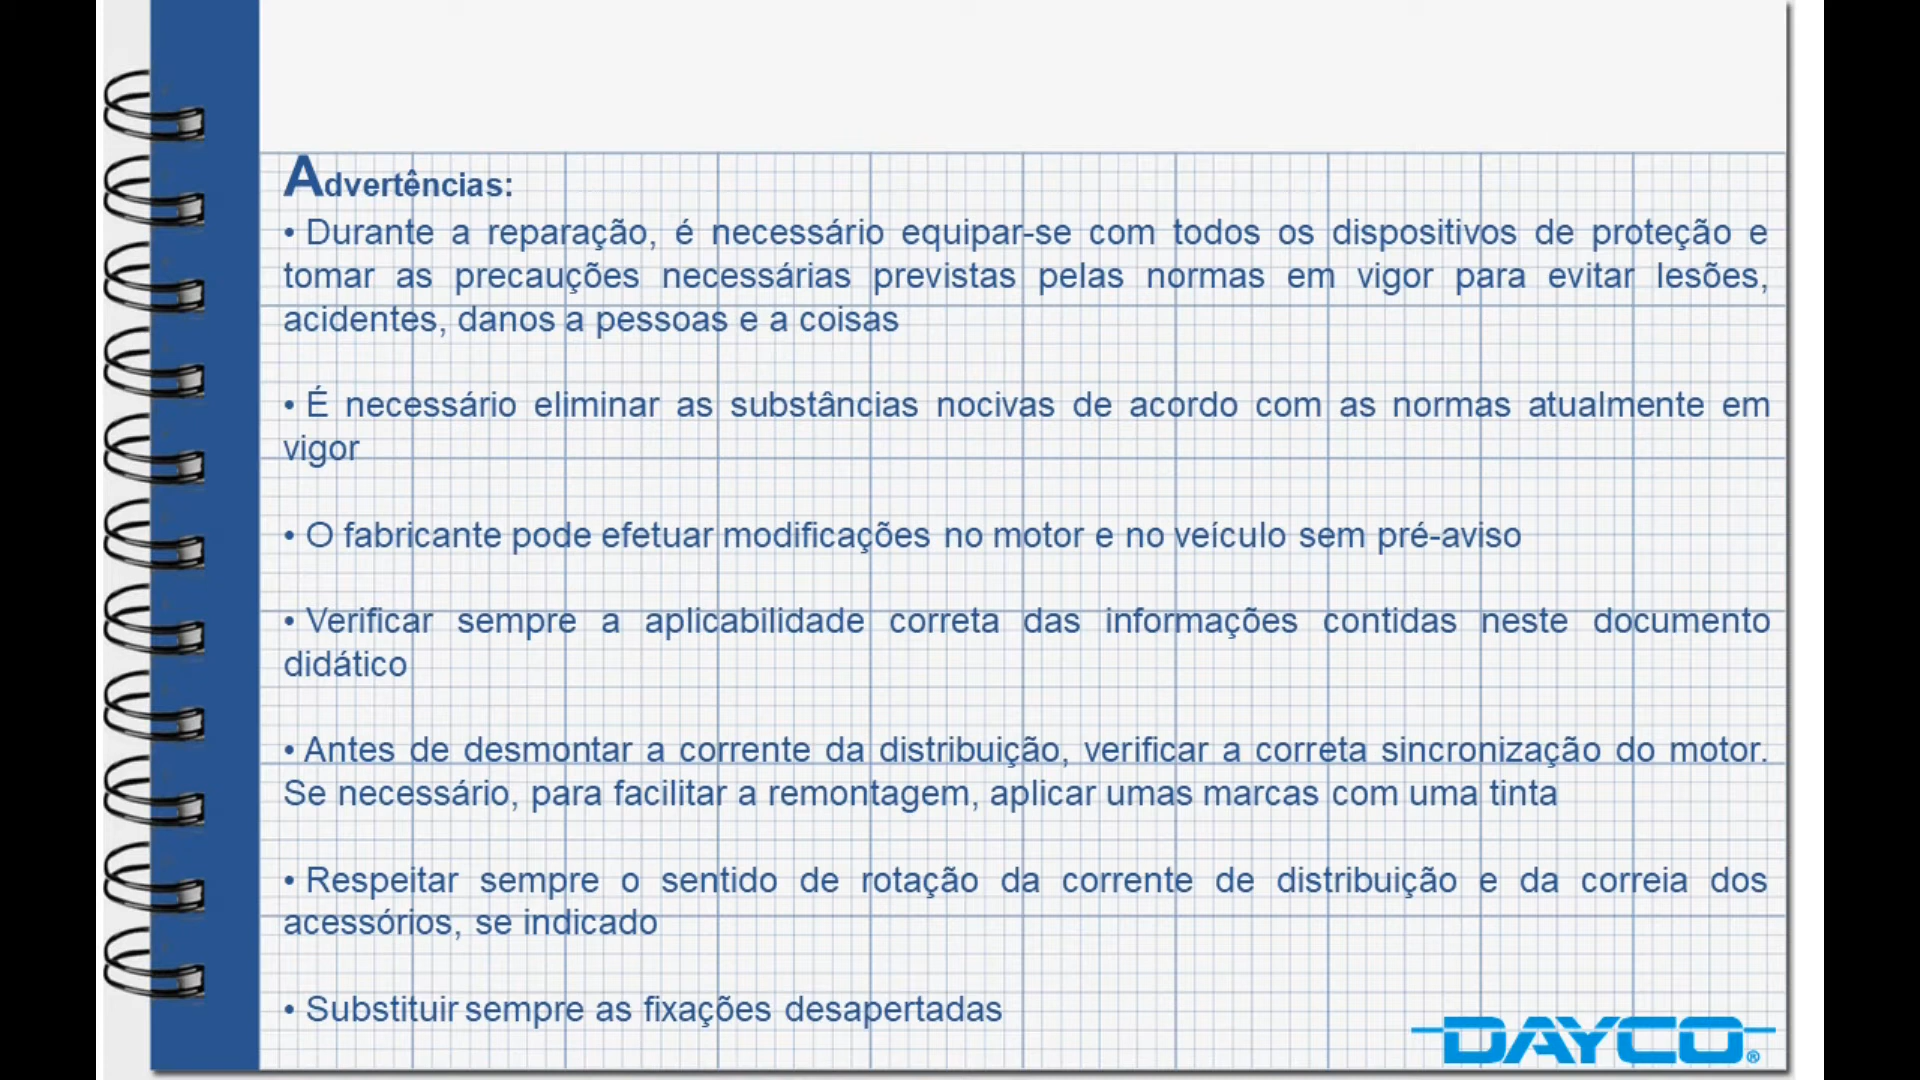 Advertências:
• Durante a reparação, é necessário equipar-se com todos os dispositivos de proteção e
tomar as precauções necessárias previstas pelas normas em vigor para evitar lesões,
acidentes, danos a pessoas e a coisas
• É necessário eliminar as substâncias nocivas de acordo com as normas atualmente em
vigor
• O fabricante pode efetuar modificações no motor e no veículo sem pré-aviso
• Verificar sempre a aplicabilidade correta das informações contidas neste documento
didático
• Antes de desmontar a corrente da distribuição, verificar a correta sincronização do motor.
Se necessário, para facilitar a remontagem, aplicar umas marcas com uma tinta
• Respeitar sempre o sentido de rotação da corrente de distribuição e da correia dos
acessórios, se indicado
• Substituir sempre as fixações desapertadas
DAYCO®